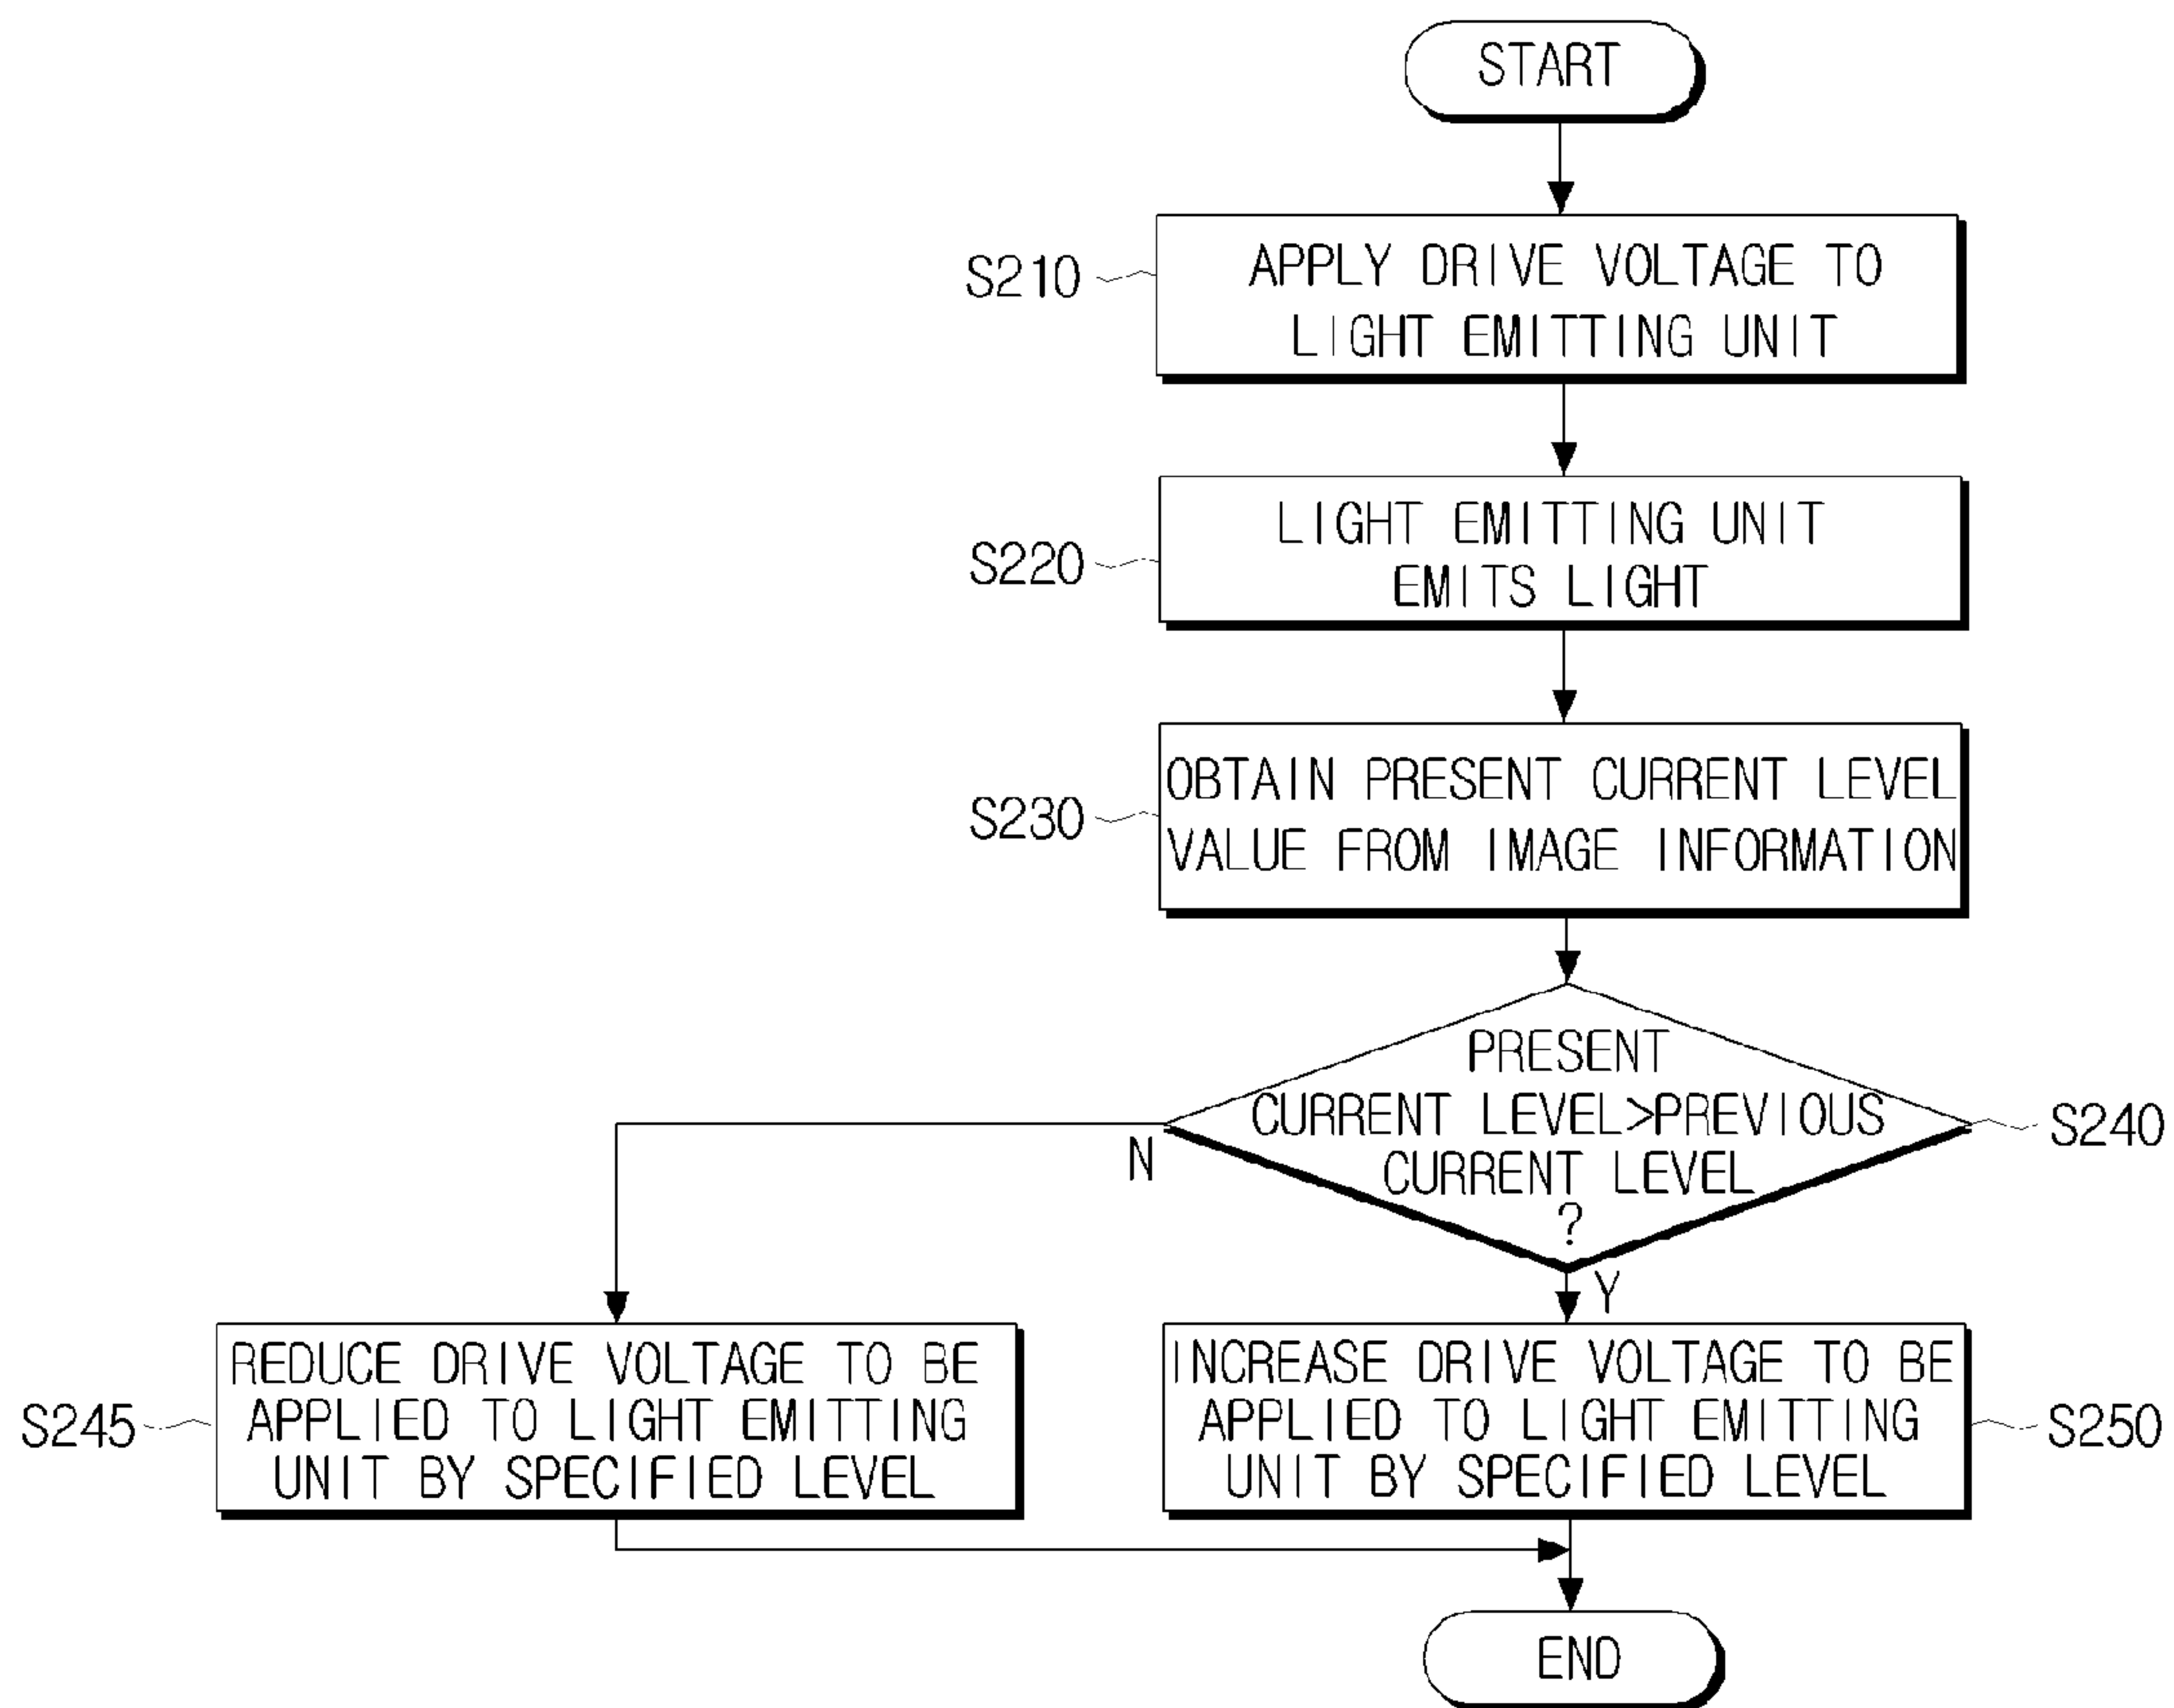 START
S210
APPLY DRIVE VOLTAGE TO
LIGHT EMITTING UNIT
S220
LIGHT EMITTING UNIT
EMITS LIGHT
S230
OBTAIN PRESENT CURRENT LEVEL
VALUE FROM IMAGE INFORMATION
PRESENT
CURRENT LEVEL>PREVIOUS
CURRENT LEVEL
?
S240
N
Y
S245
REDUCE DRIVE VOLTAGE TO BE
APPLIED TO LIGHT EMITTING
UNIT BY SPECIFIED LEVEL
INCREASE DRIVE VOLTAGE TO BE
APPLIED TO LIGHT EMITTING
UNIT BY SPECIFIED LEVEL
S250
END